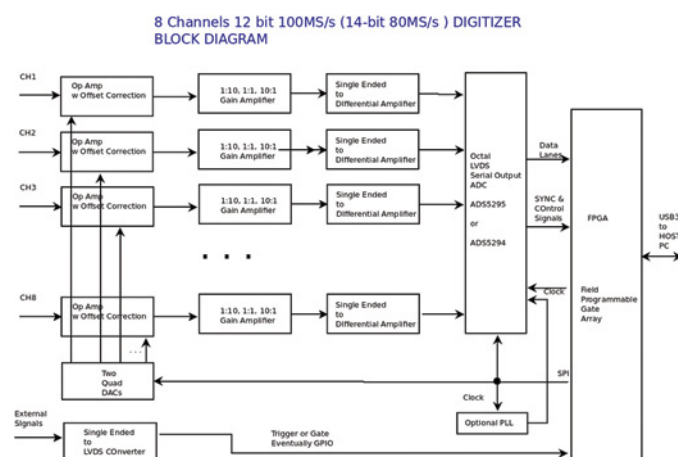 8 Channels 12 bit 100MS/s (14-bit 80MS/s ) DIGITIZER
BLOCK DIAGRAM
CH1
Op Amp
w Offset Correction
1:10, 1:1, 10:1
Gain Amplifier
Single Ended
to
Differential Amplifier
CH2
Op Amp
w Offset Correction
1:10, 1:1, 10:1
Gain Amplifier
Single Ended
to
Differential Amplifier
CH3
Op Amp
w Offset Correction
1:10, 1:1, 10:1
Gain Amplifier
Single Ended
to
Differential Amplifier
. . .
CH8
Op Amp
w Offset Correction
1:10, 1:1, 10:1
Gain Amplifier
Single Ended
to
Differential Amplifier
...
Octal
LVDS
Serial Output
ADC
ADS5295
or
ADS5294
Data
Lanes
SYNC &
COntrol
Signals
Clock
FPGA
Field
Programmable
Gate
Array
USB3
to
HOST
PC
Two
Quad
DACs
SPI
Clock
Optional PLL
External
SIgnals
Single Ended
to
LVDS COnverter
Trigger or Gate
Eventually GPIO